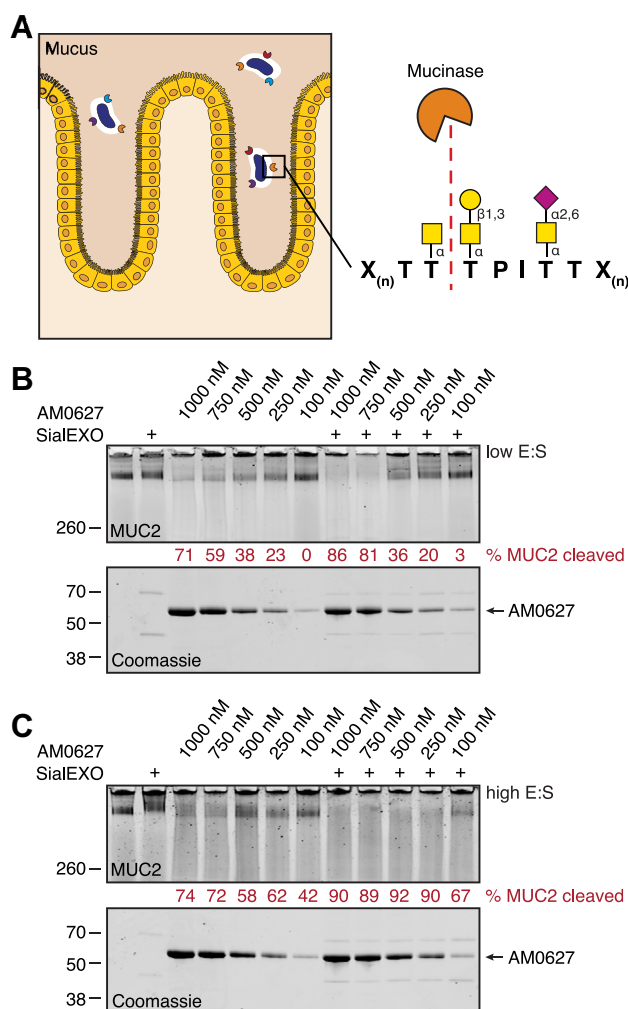 A
Mucus
Mucinase
β1,3
α2,6
α α α
X(n) T T T P I T T X(n)
B
AM0627 1000 nM 750 nM 500 nM 250 nM 100 nM 1000 nM 750 nM 500 nM 250 nM 100 nM
SialEXO + + + + + +
low E:S
260
MUC2
71 59 38 23 0 86 81 36 20 3 % MUC2 cleaved
70
50
38
← AM0627
Coomassie
C
AM0627 1000 nM 750 nM 500 nM 250 nM 100 nM 1000 nM 750 nM 500 nM 250 nM 100 nM
SialEXO + + + + + +
high E:S
260
MUC2
74 72 58 62 42 90 89 92 90 67 % MUC2 cleaved
70
50
38
← AM0627
Coomassie